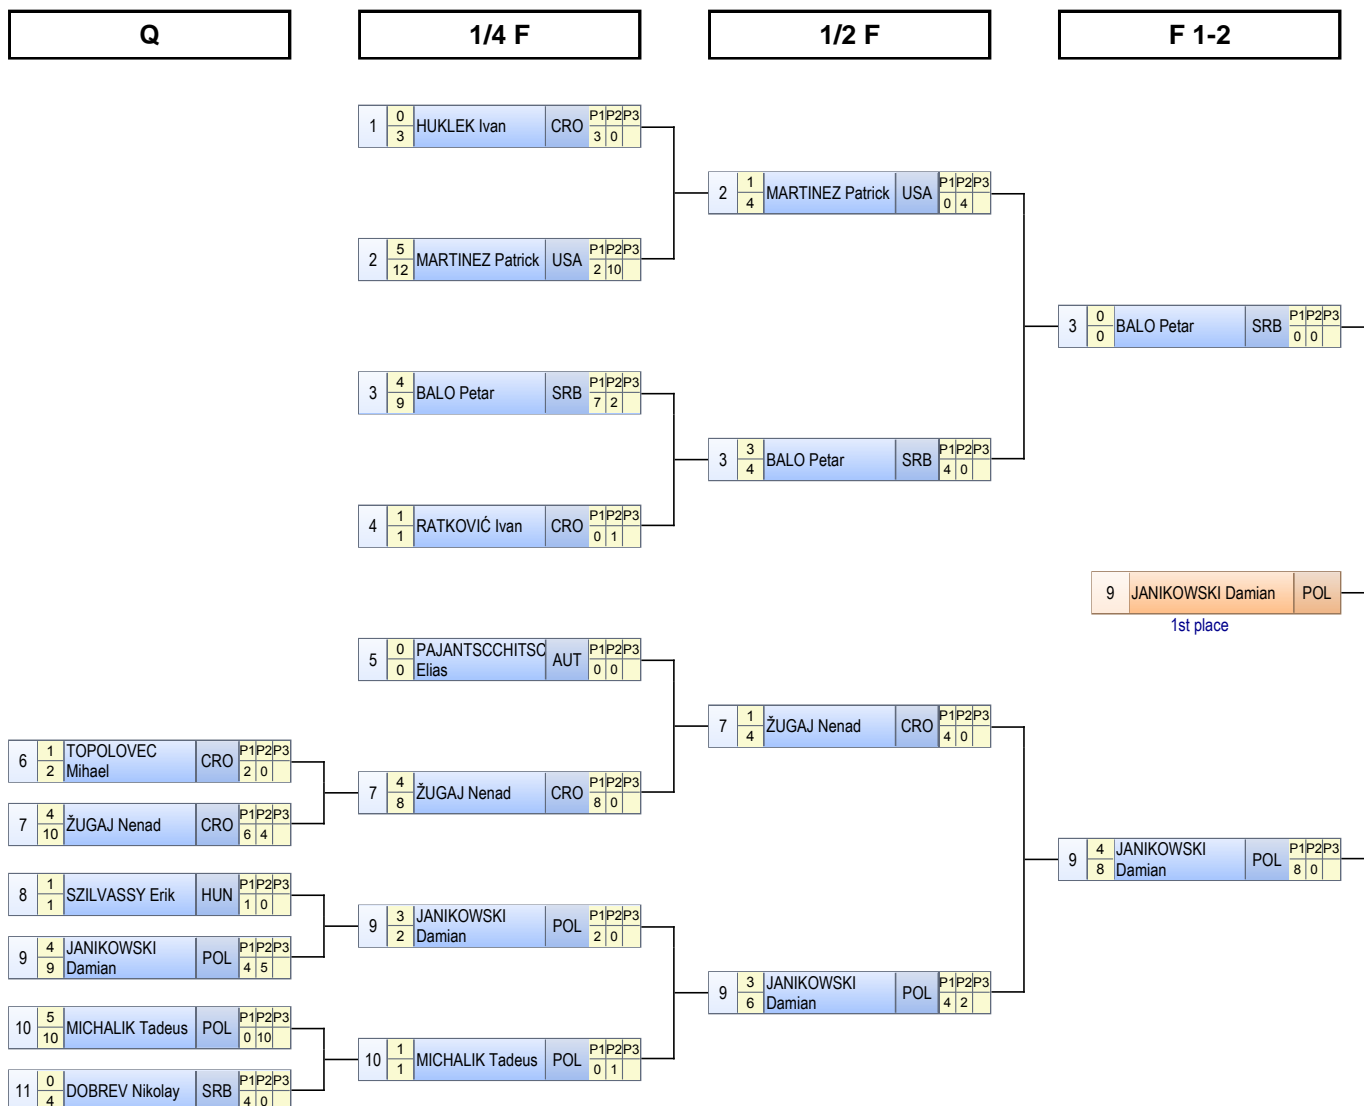 Q 1/4 F 1/2 F F 1-2
1 0 3 HUKLEK Ivan CRO P1 P2 P3 3 0
2 1 4 MARTINEZ Patrick USA P1 P2 P3 0 4
2 5 12 MARTINEZ Patrick USA P1 P2 P3 2 10
3 0 0 BALO Petar SRB P1 P2 P3 0 0
3 4 9 BALO Petar SRB P1 P2 P3 7 2
3 3 4 BALO Petar SRB P1 P2 P3 4 0
4 1 1 RATKOVIĆ Ivan CRO P1 P2 P3 0 1
9 JANIKOWSKI Damian POL
1st place
5 0 0 PAJANTSCCHITSC AUT P1 P2 P3 0 0
Elias
7 1 4 ŽUGAJ Nenad CRO P1 P2 P3 4 0
6 1 2 TOPOLOVEC CRO P1 P2 P3 2 0
Mihael
7 4 8 ŽUGAJ Nenad CRO P1 P2 P3 8 0
7 4 10 ŽUGAJ Nenad CRO P1 P2 P3 6 4
9 4 8 JANIKOWSKI POL P1 P2 P3 8 0
Damian
8 1 1 SZILVASSY Erik HUN P1 P2 P3 1 0
9 3 2 JANIKOWSKI POL P1 P2 P3 2 0
Damian
9 4 9 JANIKOWSKI POL P1 P2 P3 4 5
Damian
9 3 6 JANIKOWSKI POL P1 P2 P3 4 2
Damian
10 5 10 MICHALIK Tadeus POL P1 P2 P3 0 10
10 1 1 MICHALIK Tadeus POL P1 P2 P3 0 1
11 0 4 DOBREV Nikolay SRB P1 P2 P3 4 0